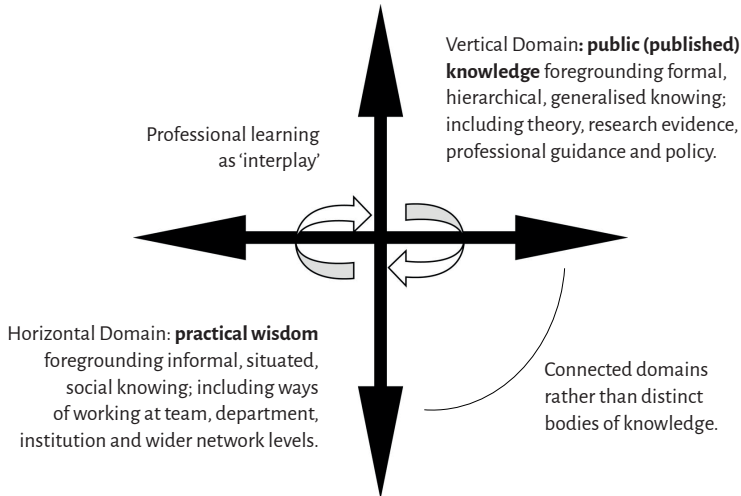 Vertical Domain: public (published)
knowledge foregrounding formal,
hierarchical, generalised knowing;
including theory, research evidence,
professional guidance and policy.
Professional learning
as ‘interplay’
Horizontal Domain: practical wisdom
foregrounding informal, situated,
social knowing; including ways
of working at team, department,
institution and wider network levels.
Connected domains
rather than distinct
bodies of knowledge.